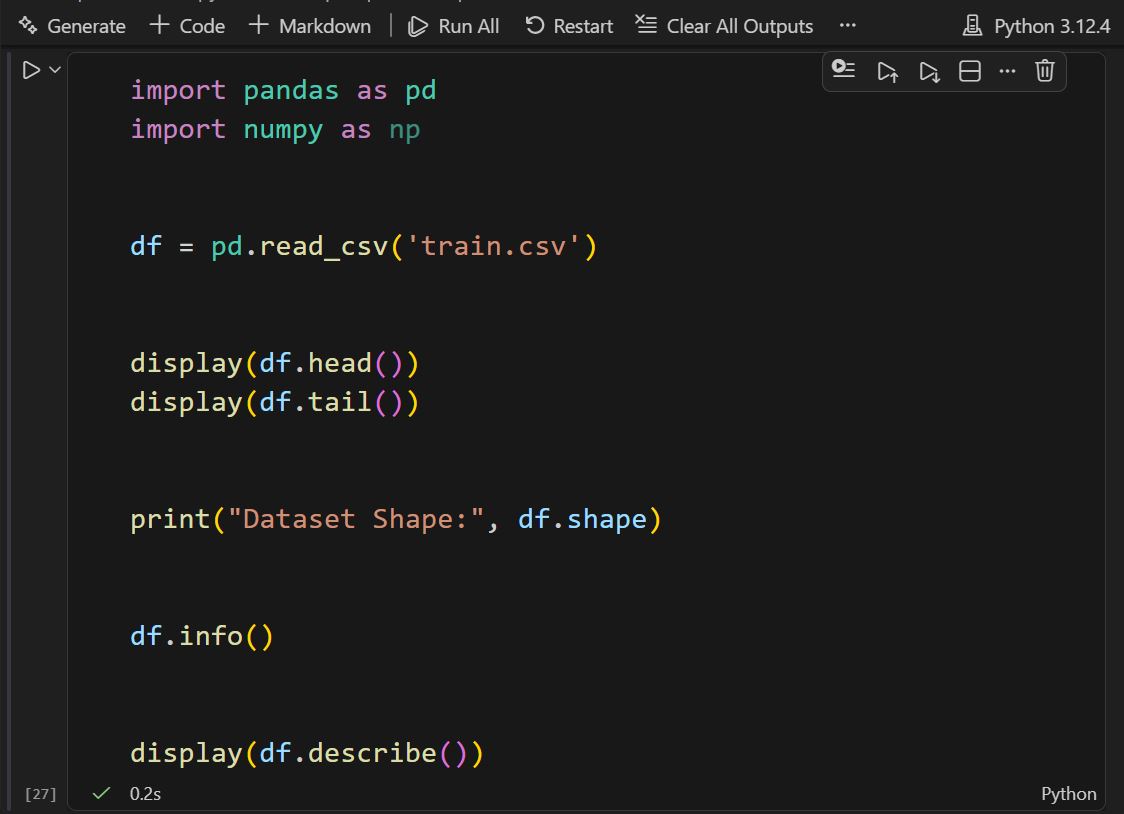 Generate + Code + Markdown Run All Restart Clear All Outputs ... Python 3.12.4
import pandas as pd
import numpy as np
df = pd.read_csv('train.csv')
display(df.head())
display(df.tail())
print("Dataset Shape:", df.shape)
df.info()
display(df.describe())
[27] 0.2s Python